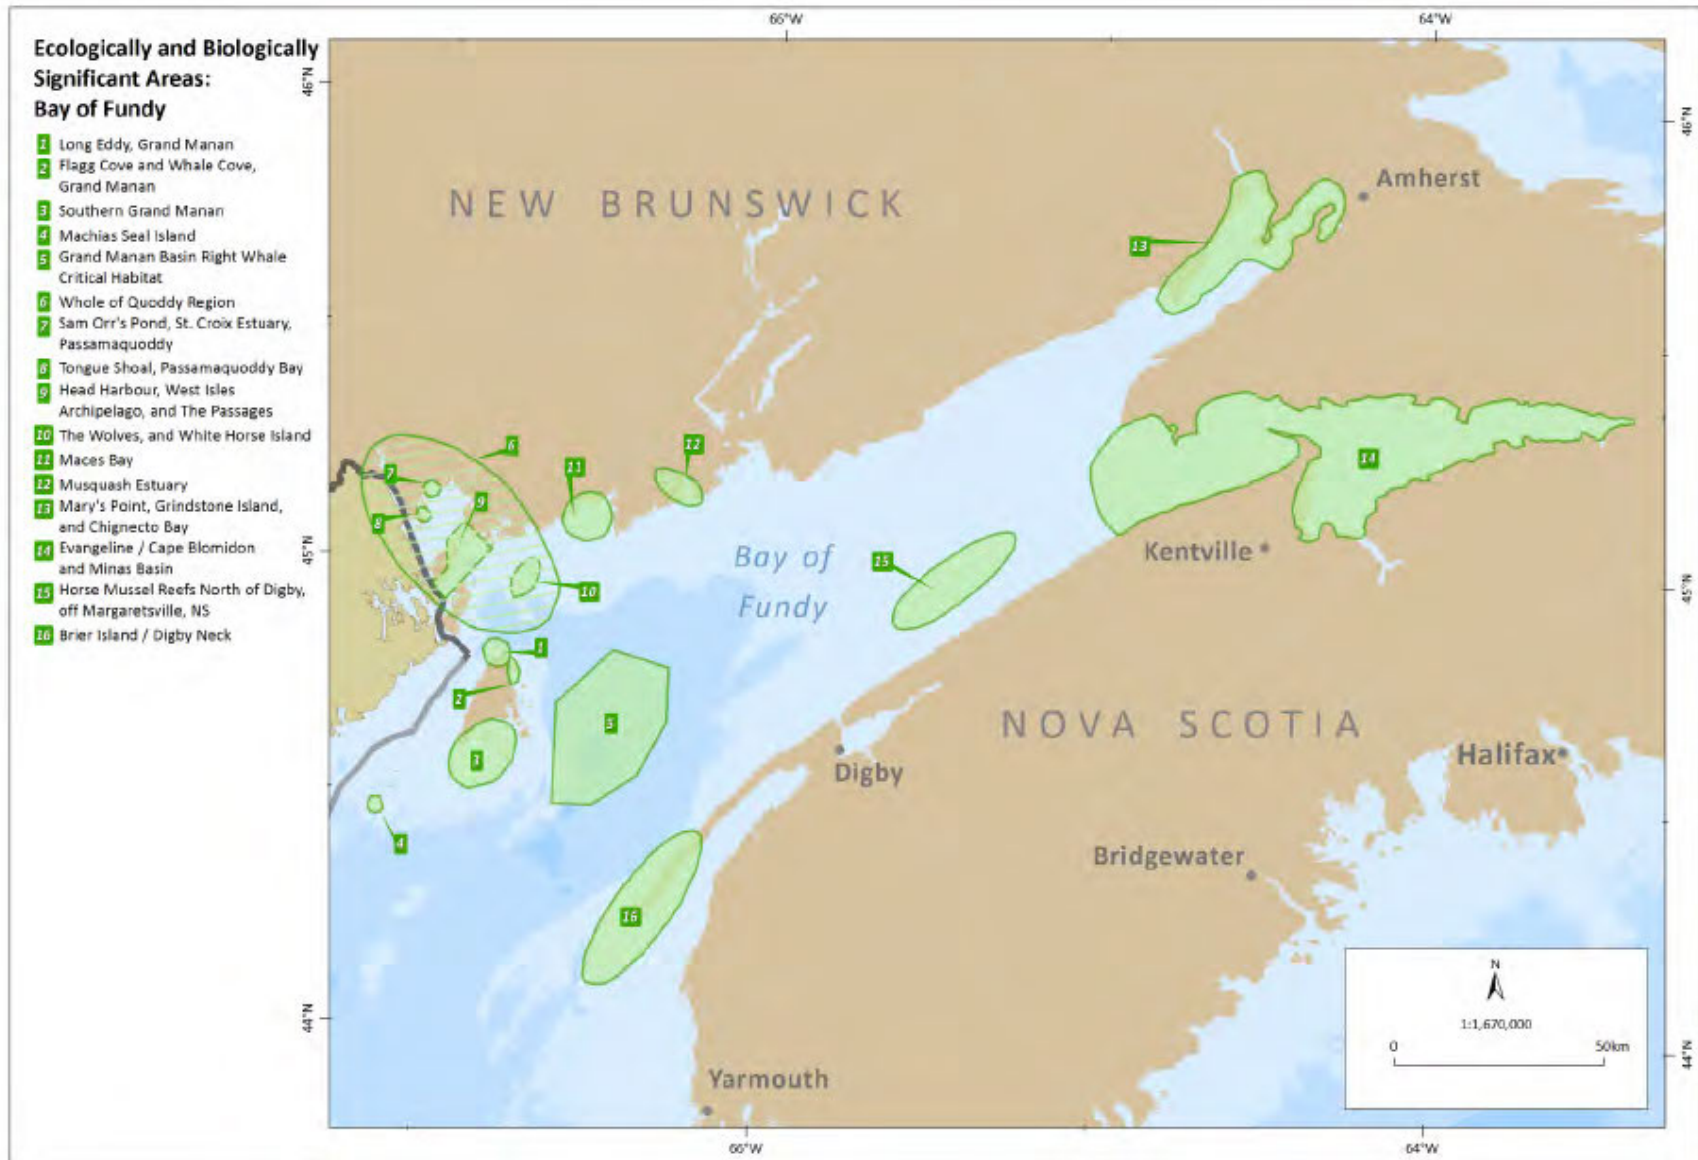 Ecologically and Biologically
Significant Areas:
Bay of Fundy
1 Long Eddy, Grand Manan
2 Flagg Cove and Whale Cove,
Grand Manan
3 Southern Grand Manan
4 Machias Seal Island
5 Grand Manan Basin Right Whale
Critical Habitat
6 Whole of Quoddy Region
7 Sam Orr's Pond, St. Croix Estuary,
Passamaquoddy
8 Tongue Shoal, Passamaquoddy Bay
9 Head Harbour, West Isles
Archipelago, and The Passages
10 The Wolves, and White Horse Island
11 Maces Bay
12 Musquash Estuary
13 Mary's Point, Grindstone Island,
and Chignecto Bay
14 Evangeline / Cape Blomidon
and Minas Basin
15 Horse Mussel Reefs North of Digby,
off Margaretsville, NS
16 Brier Island / Digby Neck
66°W
64°W
46°N
46°N
NEW BRUNSWICK
Amherst
13
12
6
11
7
9
14
8
45°N
Kentville
Bay of
Fundy
15
10
45°N
1
2
5
3
NOVA SCOTIA
Digby
Halifax
4
Bridgewater
16
N
1:1,670,000
0 50km
44°N
44°N
Yarmouth
66°W
64°W